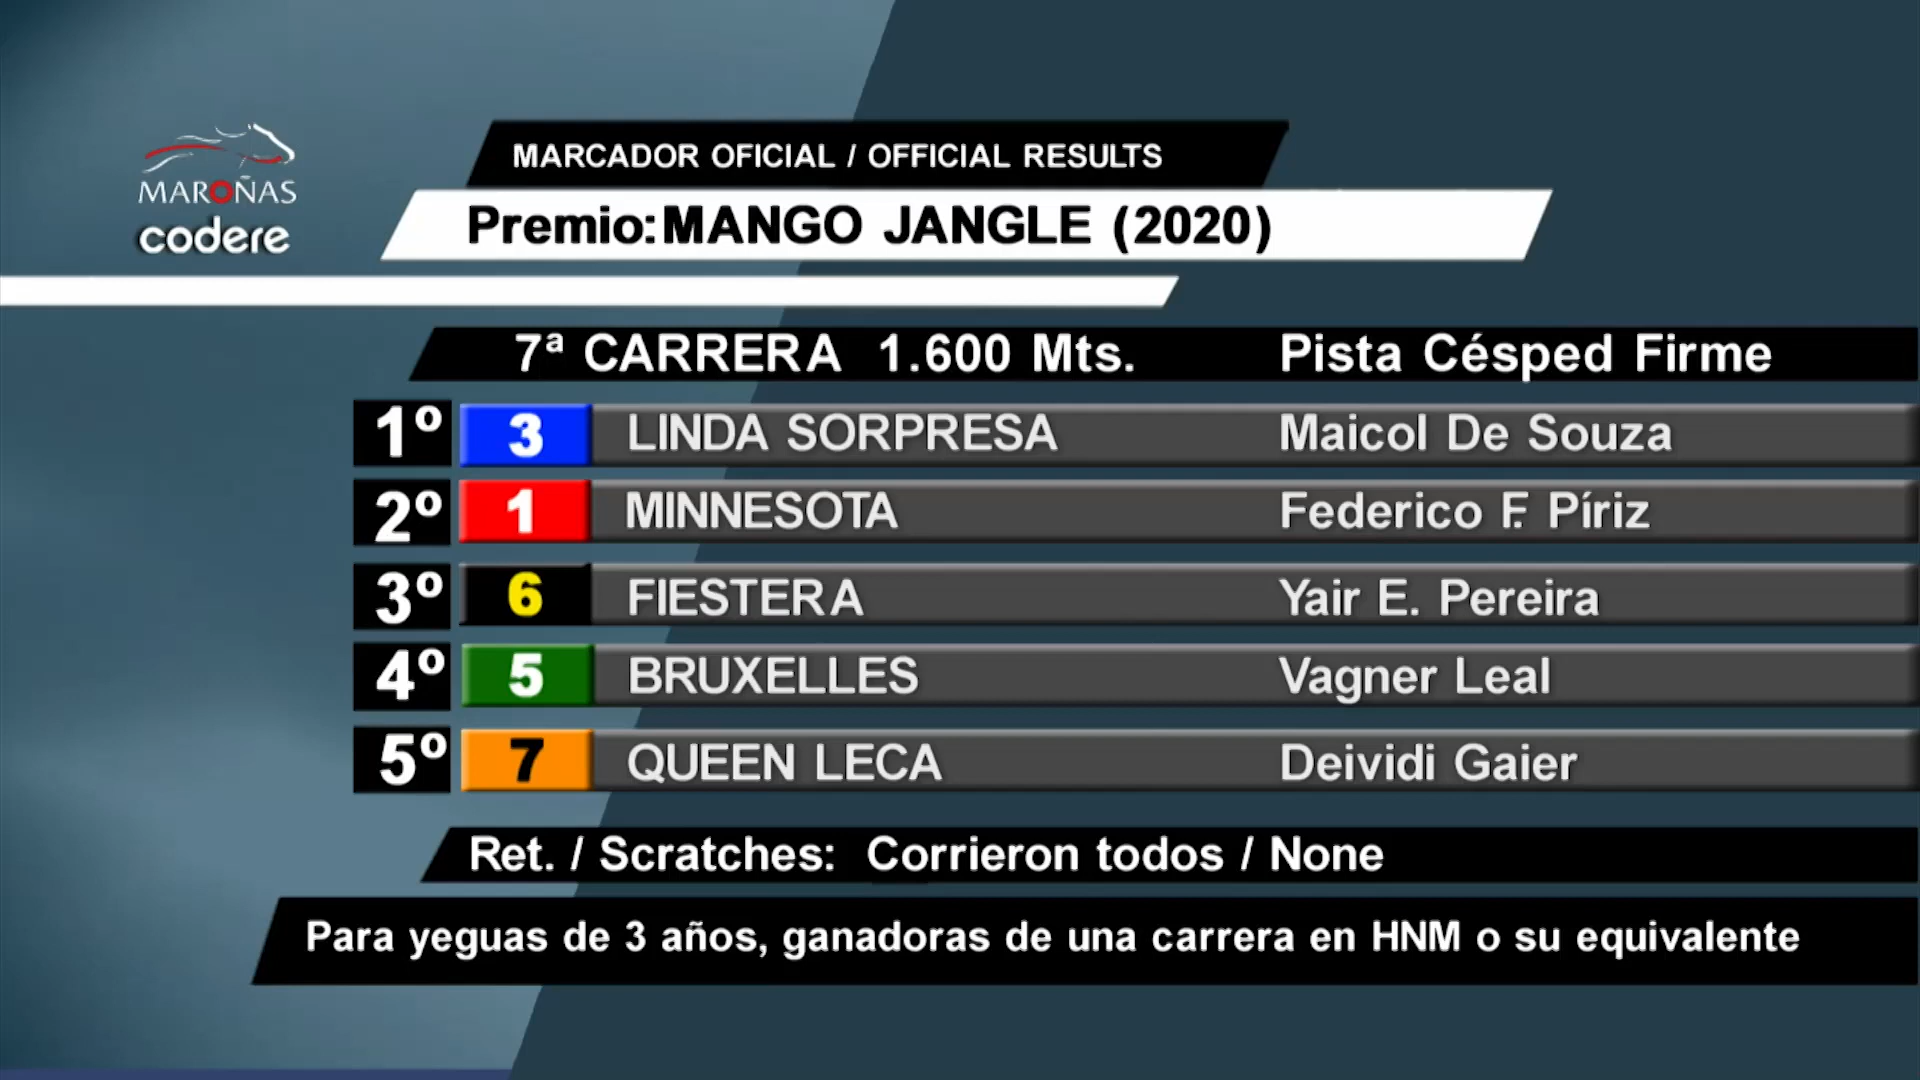 MAROÑAS
codere
MARCADOR OFICIAL / OFFICIAL RESULTS
Premio:MANGO JANGLE (2020)
7ª CARRERA 1.600 Mts. Pista Césped Firme
1º 3 LINDA SORPRESA Maicol De Souza
2º 1 MINNESOTA Federico F. Píriz
3º 6 FIESTERA Yair E. Pereira
4º 5 BRUXELLES Vagner Leal
5º 7 QUEEN LECA Deividi Gaier
Ret. / Scratches: Corrieron todos / None
Para yeguas de 3 años, ganadoras de una carrera en HNM o su equivalente